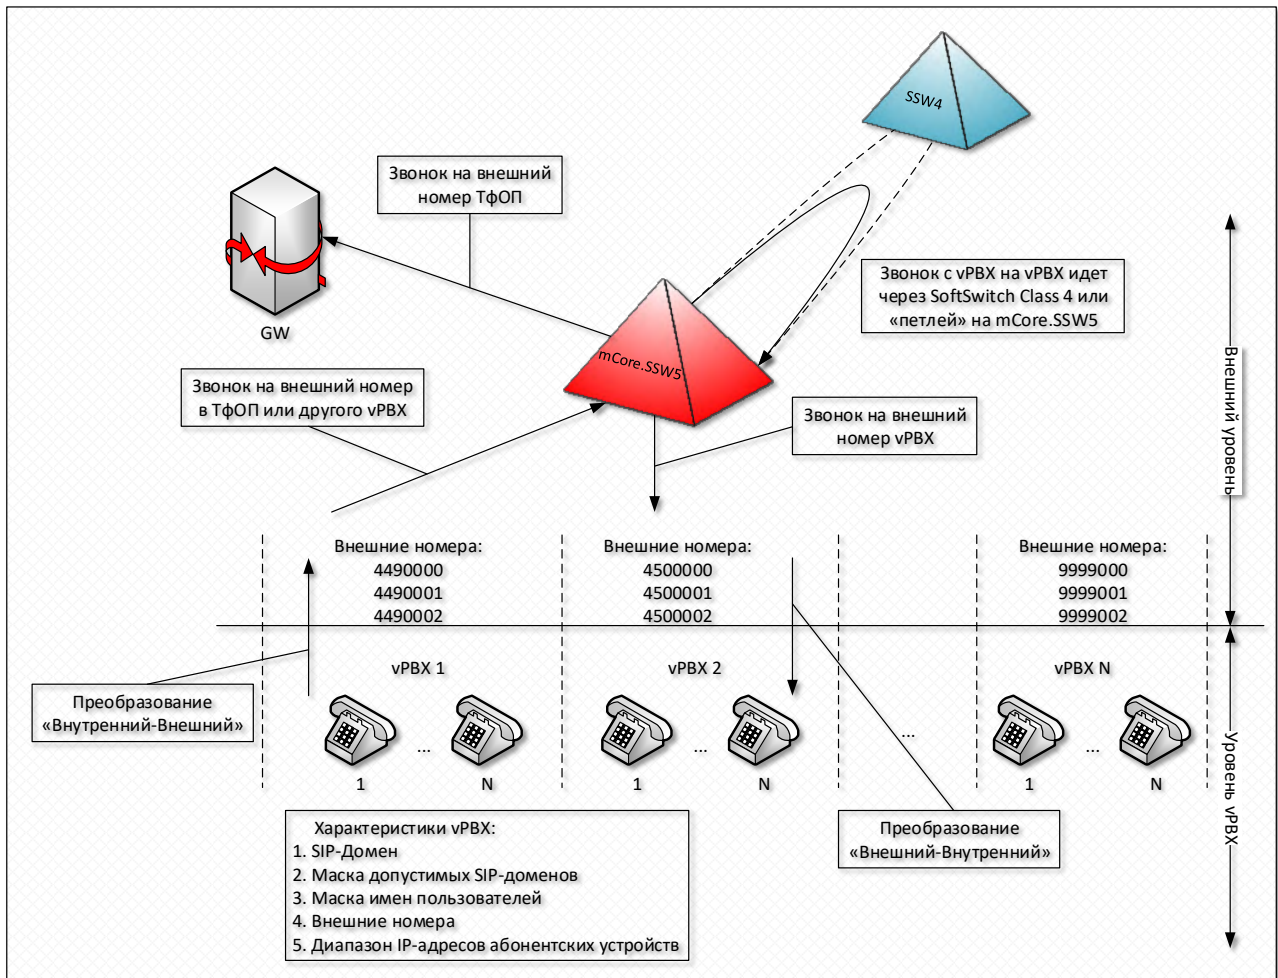 SSW4
Звонок на внешний
номер ТфОП
Звонок с vPBX на vPBX идет
через SoftSwitch Class 4 или
«петлей» на mCore.SSW5
GW
mCore.SSW5
Звонок на внешний номер
в ТфОП или другого vPBX
Звонок на внешний
номер vPBX
Внешний уровень
Внешние номера:
4490000
4490001
4490002
Внешние номера:
4500000
4500001
4500002
Внешние номера:
9999000
9999001
9999002
vPBX 1
vPBX 2
vPBX N
Преобразование
«Внутренний-Внешний»
...
1
N
...
1
N
...
...
1
N
Уровень vPBX
Характеристики vPBX:
1. SIP-Домен
2. Маска допустимых SIP-доменов
3. Маска имен пользователей
4. Внешние номера
5. Диапазон IP-адресов абонентских устройств
Преобразование
«Внешний-Внутренний»